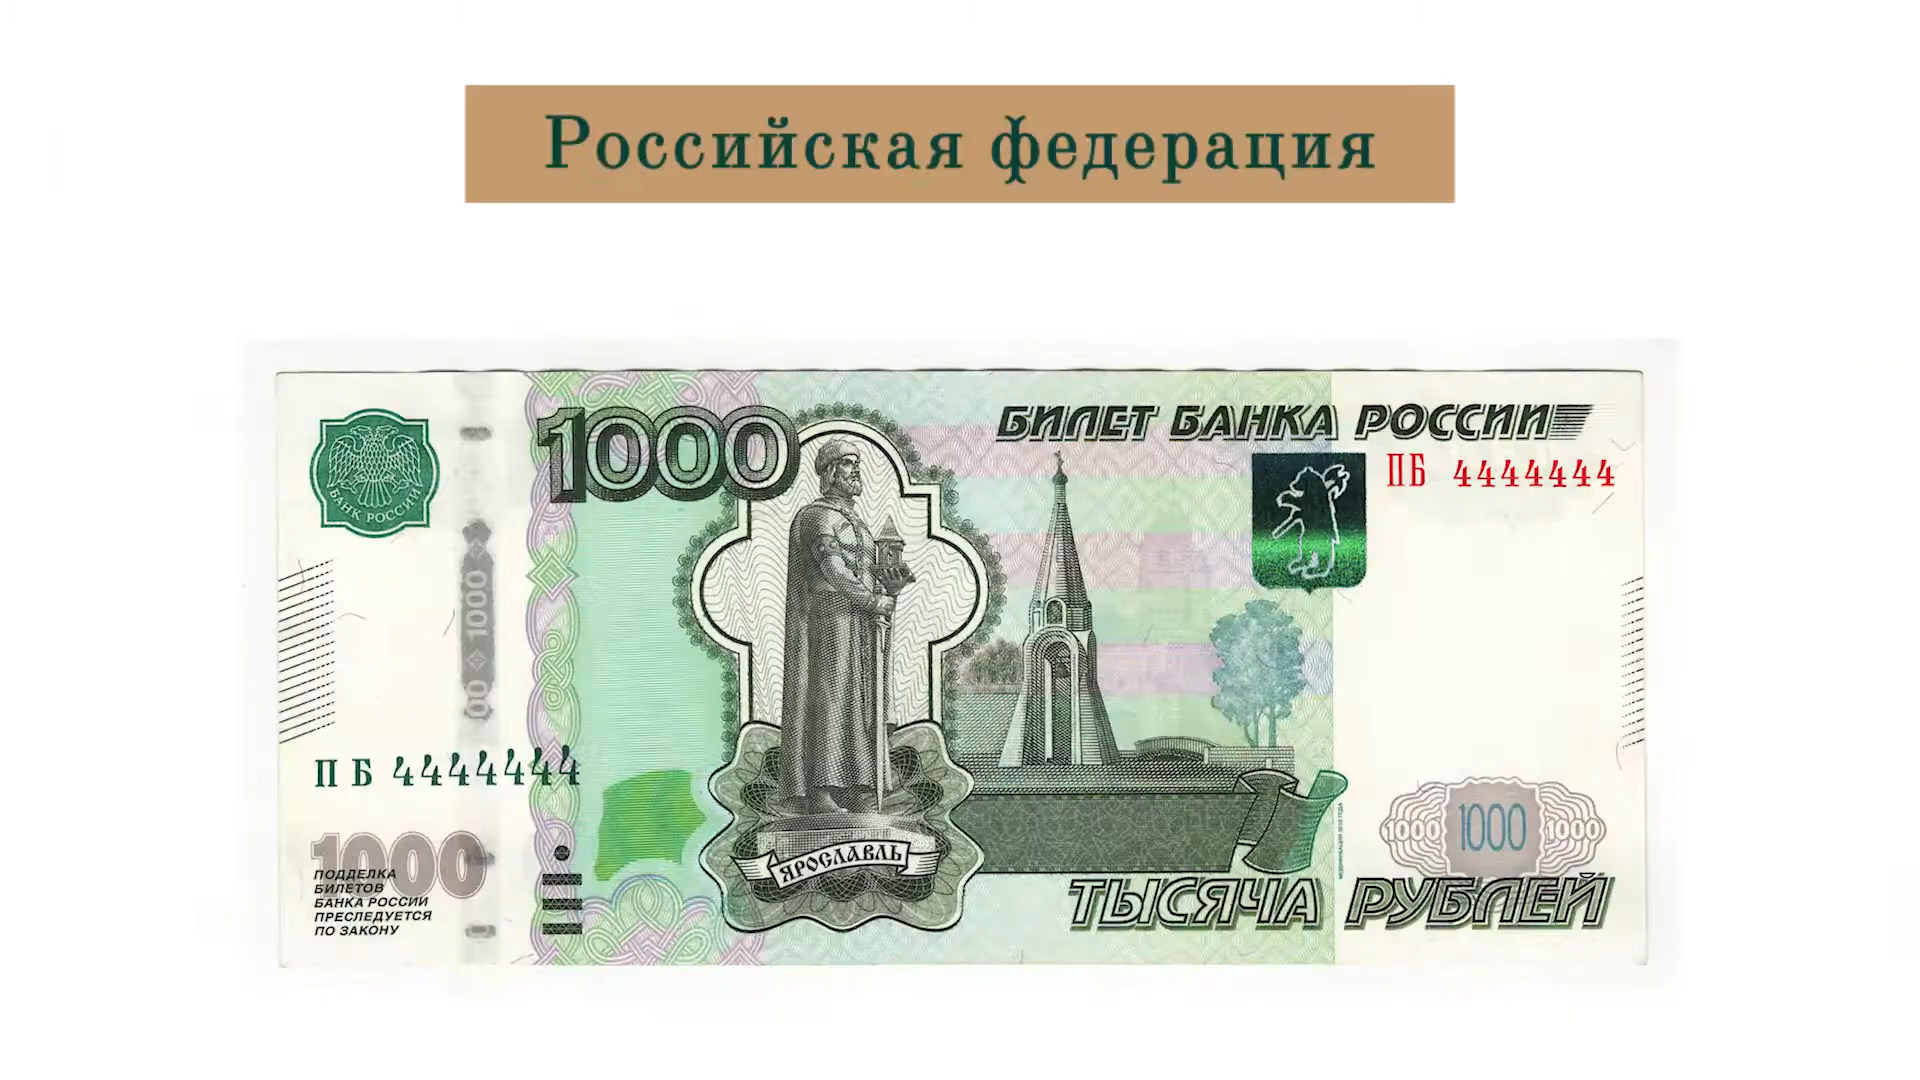 Российская федерация
1000
БИЛЕТ БАНКА РОССИИ
ПБ 4444444
БАНК РОССИИ
1000
00
ПБ 4444444
1000
ПОДДЕЛКА
БИЛЕТОВ
БАНКА РОССИИ
ПРЕСЛЕДУЕТСЯ
ПО ЗАКОНУ
ЯРОСЛАВЛЬ
1000 1000 1000
ТЫСЯЧА РУБЛЕЙ